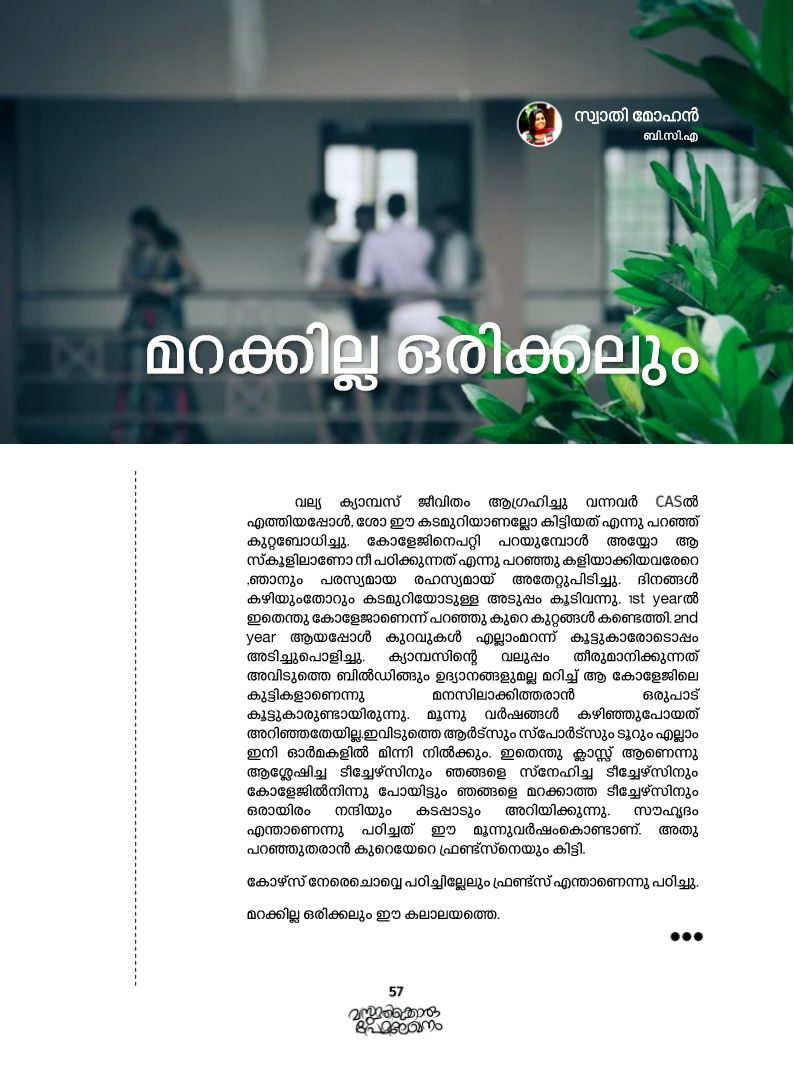 സ്വാതി മോഹൻ
ബി.സി.എ
മറക്കില്ല ഒരിക്കലും
വല്യ ക്യാമ്പസ് ജീവിതം ആഗ്രഹിച്ചു വന്നവർ CASൽ
എത്തിയപ്പോൾ, ശോ ഈ കടമുറിയാണല്ലോ കിട്ടിയത് എന്നു പറഞ്ഞ്
കുറ്റബോധിച്ചു. കോളേജിനെപറ്റി പറയുമ്പോൾ അയ്യോ ആ
സ്കൂളിലാണോ നീ പഠിക്കുന്നത് എന്നു പറഞ്ഞു കളിയാക്കിയവരേറെ
,ഞാനും പരസ്യമായ രഹസ്യമായ് അതേറ്റുപിടിച്ചു. ദിനങ്ങൾ
കഴിയുംതോറും കടമുറിയോടുള്ള അടുപ്പം കൂടിവന്നു. 1st yearൽ
ഇതെന്തു കോളേജാണെന്ന് പറഞ്ഞു കുറെ കുറ്റങ്ങൾ കണ്ടെത്തി. 2nd
year ആയപ്പോൾ കുറവുകൾ എല്ലാംമറന്ന് കൂട്ടുകാരോടൊപ്പം
അടിച്ചുപൊളിച്ചു. ക്യാമ്പസിന്റെ വലുപ്പം തീരുമാനിക്കുന്നത്
അവിടുത്തെ ബിൽഡിങ്ങും ഉദ്യാനങ്ങളുമല്ല മറിച്ച് ആ കോളേജിലെ
കുട്ടികളാണെന്നു മനസിലാക്കിത്തരാൻ ഒരുപാട്
കൂട്ടുകാരുണ്ടായിരുന്നു. മൂന്നു വർഷങ്ങൾ കഴിഞ്ഞുപോയത്
അറിഞ്ഞതേയില്ല.ഇവിടുത്തെ ആർട്സും സ്പോർട്സും ടൂറും എല്ലാം
ഇനി ഓർമകളിൽ മിന്നി നിൽക്കും. ഇതെന്തു ക്ലാസ്സ് ആണെന്നു
ആശ്ലേഷിച്ച ടീച്ചേഴ്സിനും ഞങ്ങളെ സ്നേഹിച്ച ടീച്ചേഴ്സിനും
കോളേജിൽനിന്നു പോയിട്ടും ഞങ്ങളെ മറക്കാത്ത ടീച്ചേഴ്സിനും
ഒരായിരം നന്ദിയും കടപ്പാടും അറിയിക്കുന്നു. സൗഹൃദം
എന്താണെന്നു പഠിച്ചത് ഈ മൂന്നുവർഷംകൊണ്ടാണ്. അതു
പറഞ്ഞുതരാൻ കുറെയേറെ ഫ്രണ്ട്സ്നെയും കിട്ടി.
കോഴ്സ് നേരെചൊവ്വെ പഠിച്ചില്ലേലും ഫ്രണ്ട്സ് എന്താണെന്നു പഠിച്ചു.
മറക്കില്ല ഒരിക്കലും ഈ കലാലയത്തെ.
57